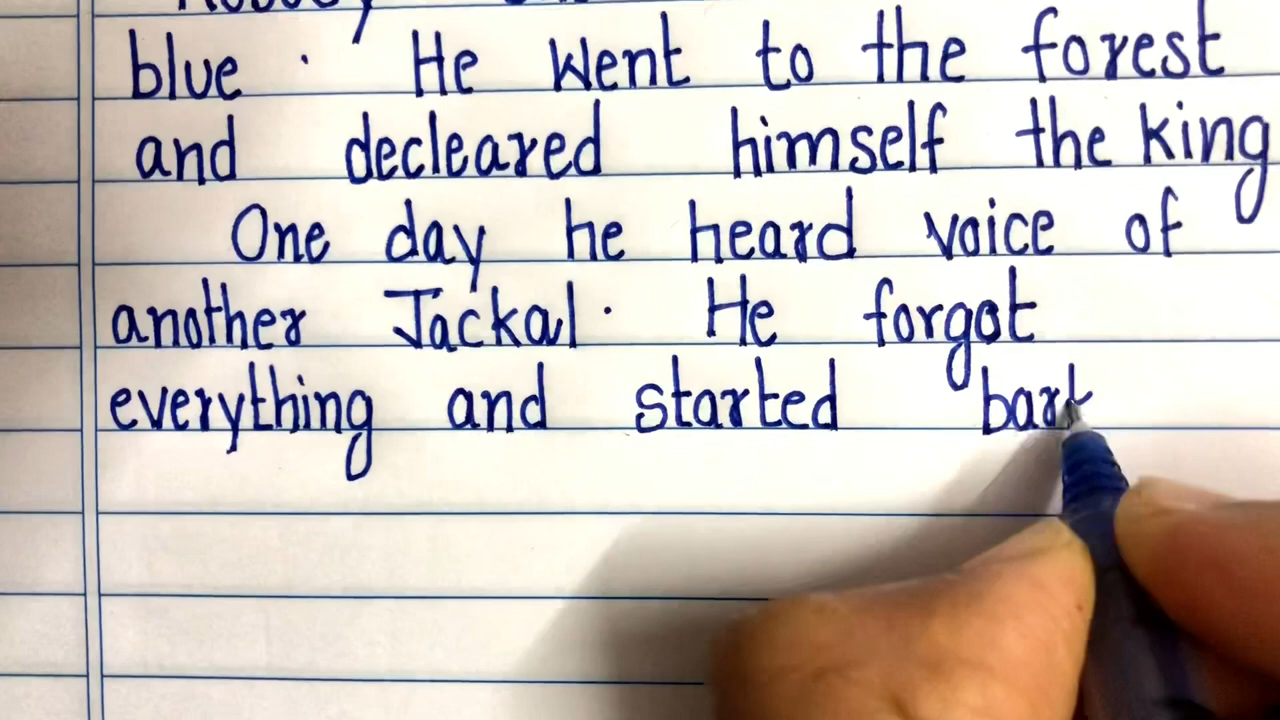 blue. He went to the forest
and decleared himself the king
One day he heard voice of
another Jackal. He forgot
everything and started bark